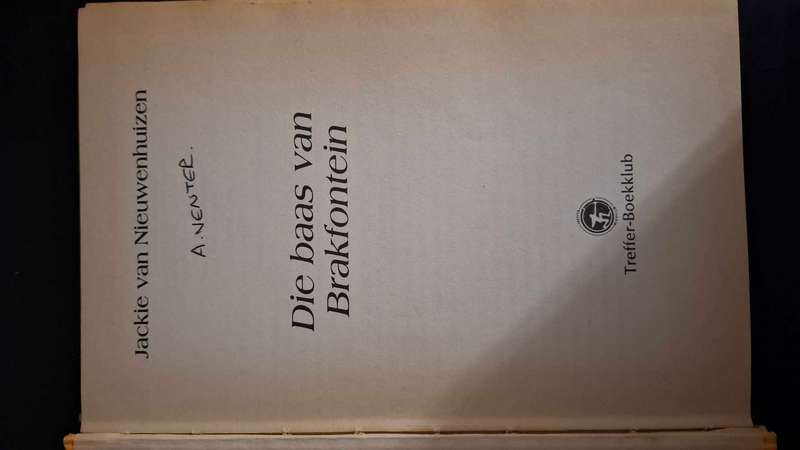 Jackie van Nieuwenhuizen
A. NENTER.
Die baas van
Brakfontein
Treffer-Boekklub